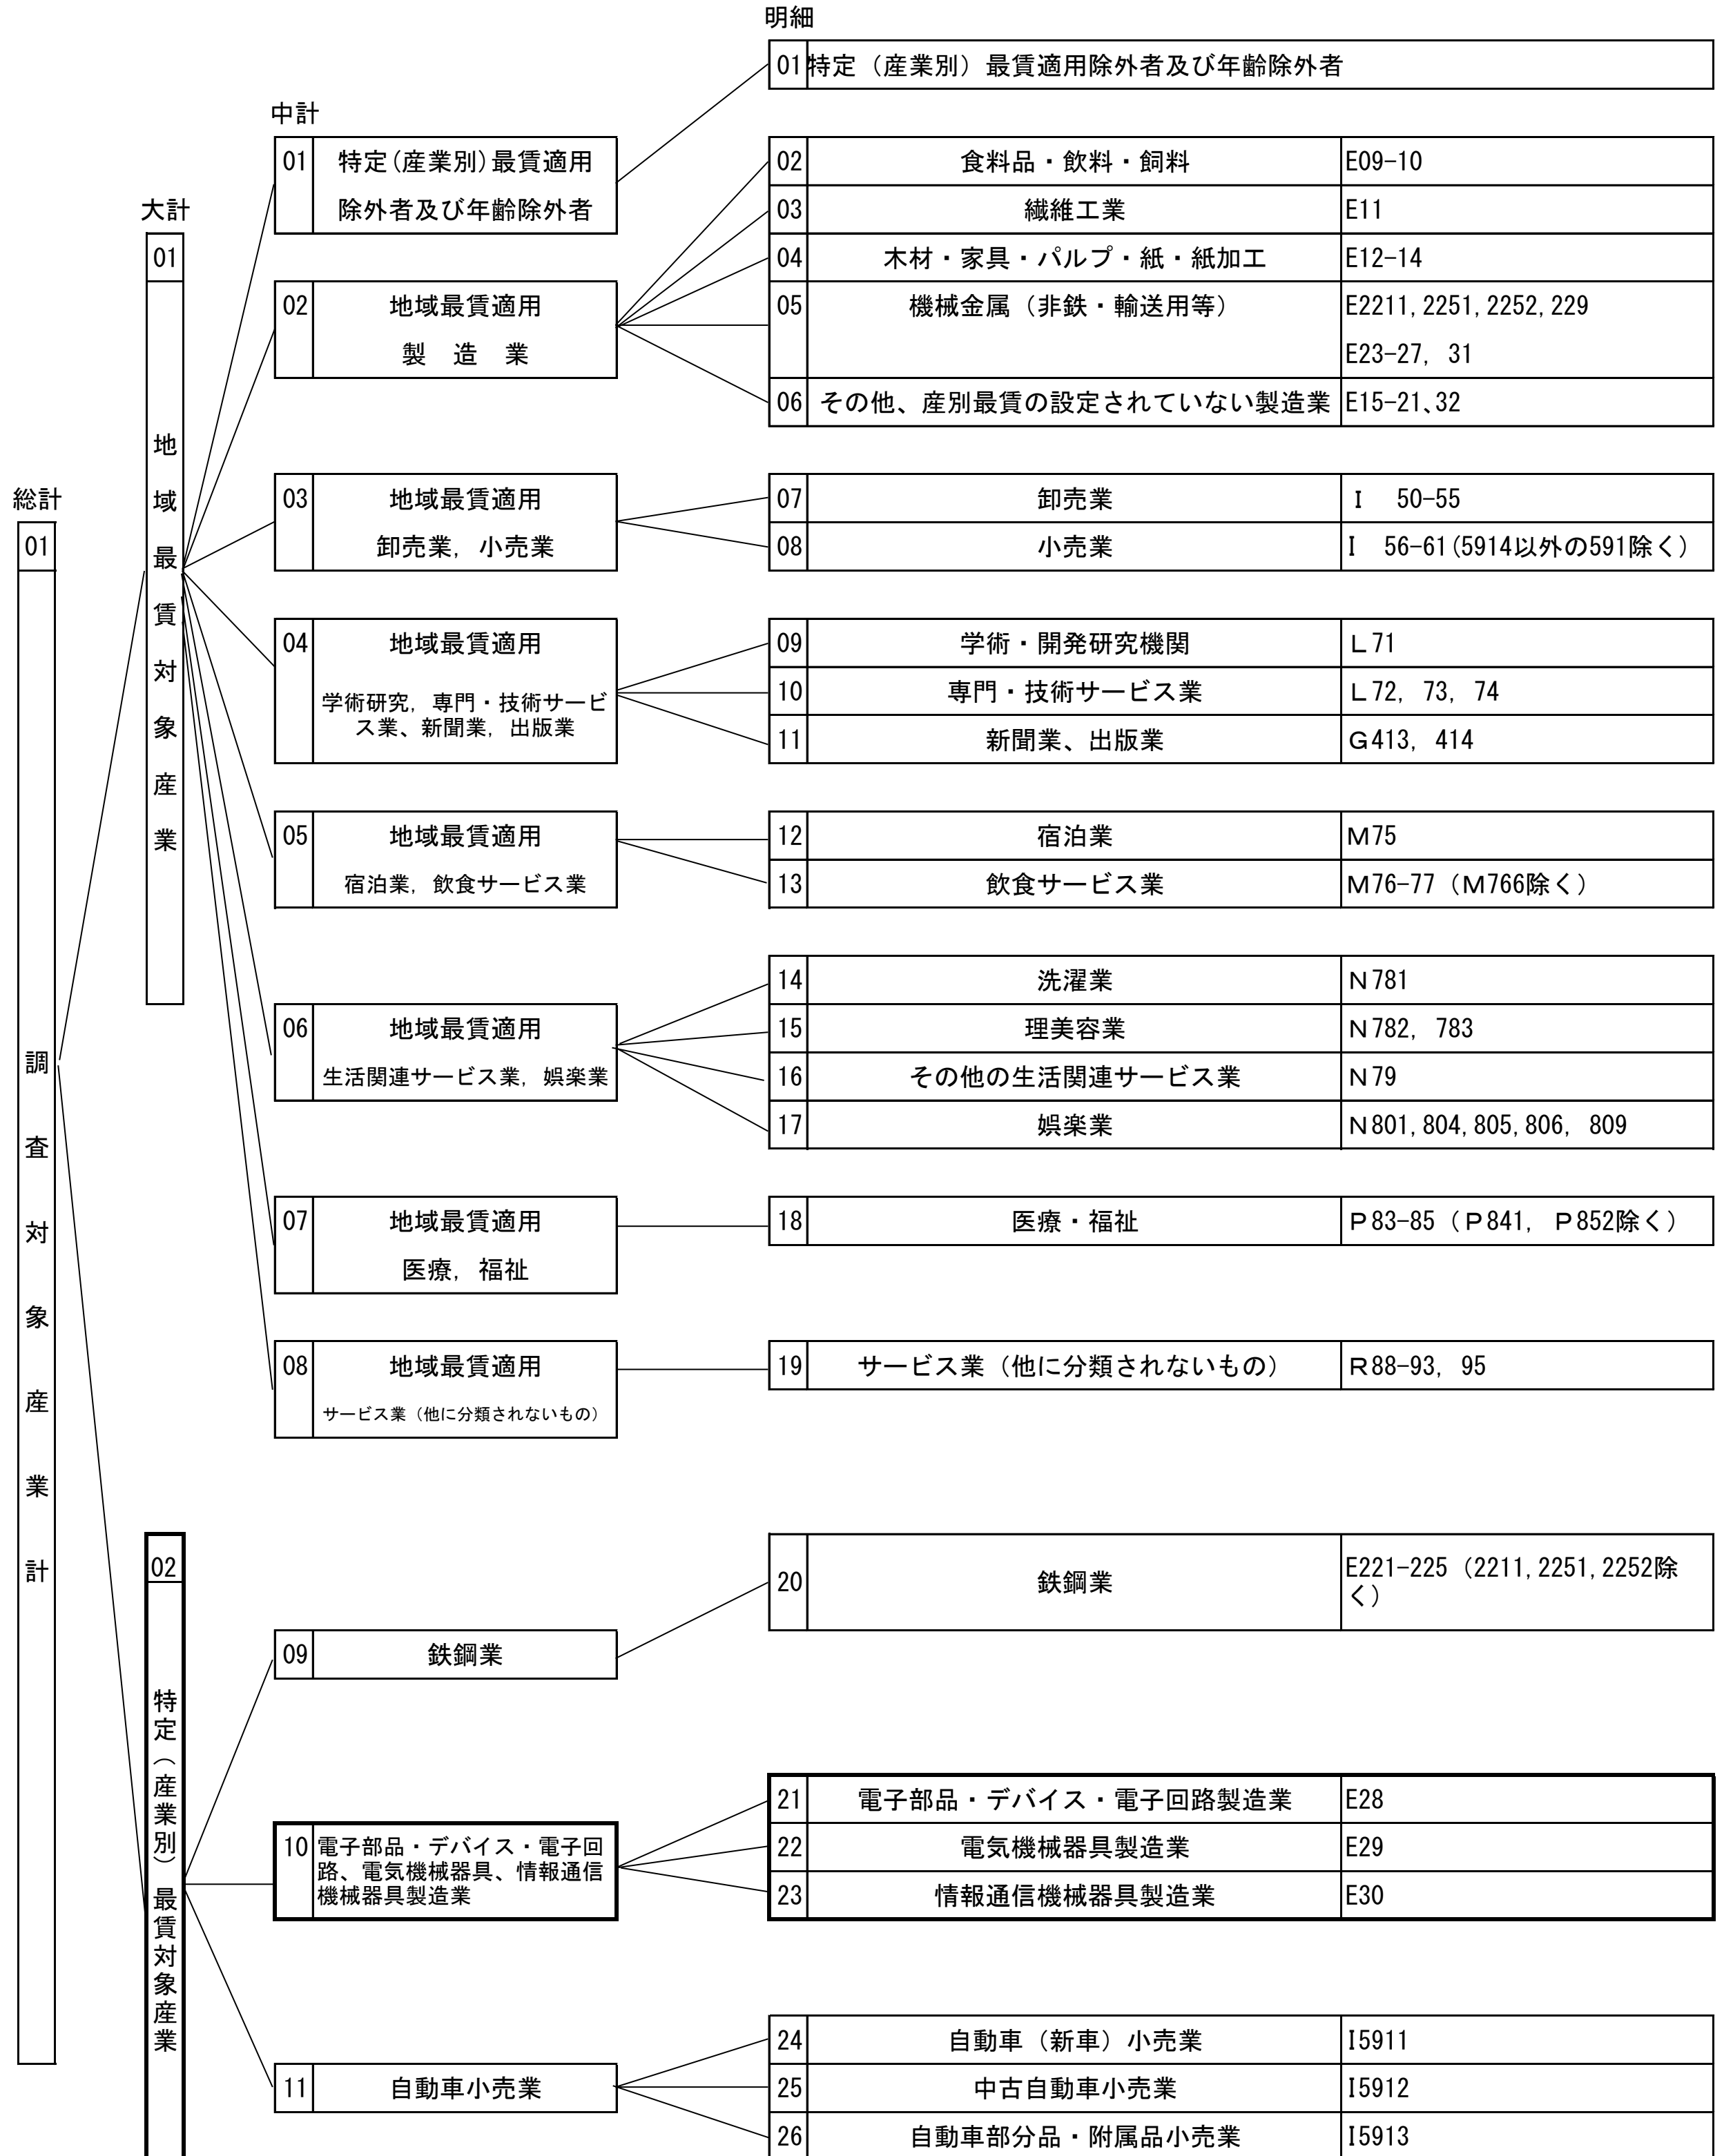 明細
01 特定（産業別）最賃適用除外者及び年齢除外者
中計
01 特定(産業別)最賃適用
除外者及び年齢除外者
02 食料品・飲料・飼料 E09-10
03 繊維工業 E11
04 木材・家具・パルプ・紙・紙加工 E12-14
大計
01
地域最賃対象産業
02 地域最賃適用
製　造　業
05 機械金属（非鉄・輸送用等） E2211,2251,2252,229
E23-27, 31
06 その他、産別最賃の設定されていない製造業 E15-21、32
総計
01
調査対象産業計
03 地域最賃適用
卸売業，小売業
07 卸売業 Ｉ　50-55
08 小売業 Ｉ　56-61(5914以外の591除く）
04 地域最賃適用
学術研究，専門・技術サービ
ス業、新聞業，出版業
09 学術・開発研究機関 Ｌ71
10 専門・技術サービス業 Ｌ72, 73, 74
11 新聞業、出版業 Ｇ413, 414
05 地域最賃適用
宿泊業，飲食サービス業
12 宿泊業 Ｍ75
13 飲食サービス業 Ｍ76-77（Ｍ766除く）
06 地域最賃適用
生活関連サービス業，娯楽業
14 洗濯業 Ｎ781
15 理美容業 Ｎ782, 783
16 その他の生活関連サービス業 Ｎ79
17 娯楽業 Ｎ801,804,805,806, 809
07 地域最賃適用
医療，福祉
18 医療・福祉 Ｐ83-85（Ｐ841, Ｐ852除く）
08 地域最賃適用
サービス業（他に分類されないもの）
19 サービス業（他に分類されないもの） Ｒ88-93, 95
02
特定（産業別）最賃対象産業
09 鉄鋼業
20 鉄鋼業 E221-225（2211,2251,2252除
く）
10 電子部品・デバイス・電子回
路、電気機械器具、情報通信
機械器具製造業
21 電子部品・デバイス・電子回路製造業 E28
22 電気機械器具製造業 E29
23 情報通信機械器具製造業 E30
11 自動車小売業
24 自動車（新車）小売業 I5911
25 中古自動車小売業 I5912
26 自動車部分品・附属品小売業 I5913